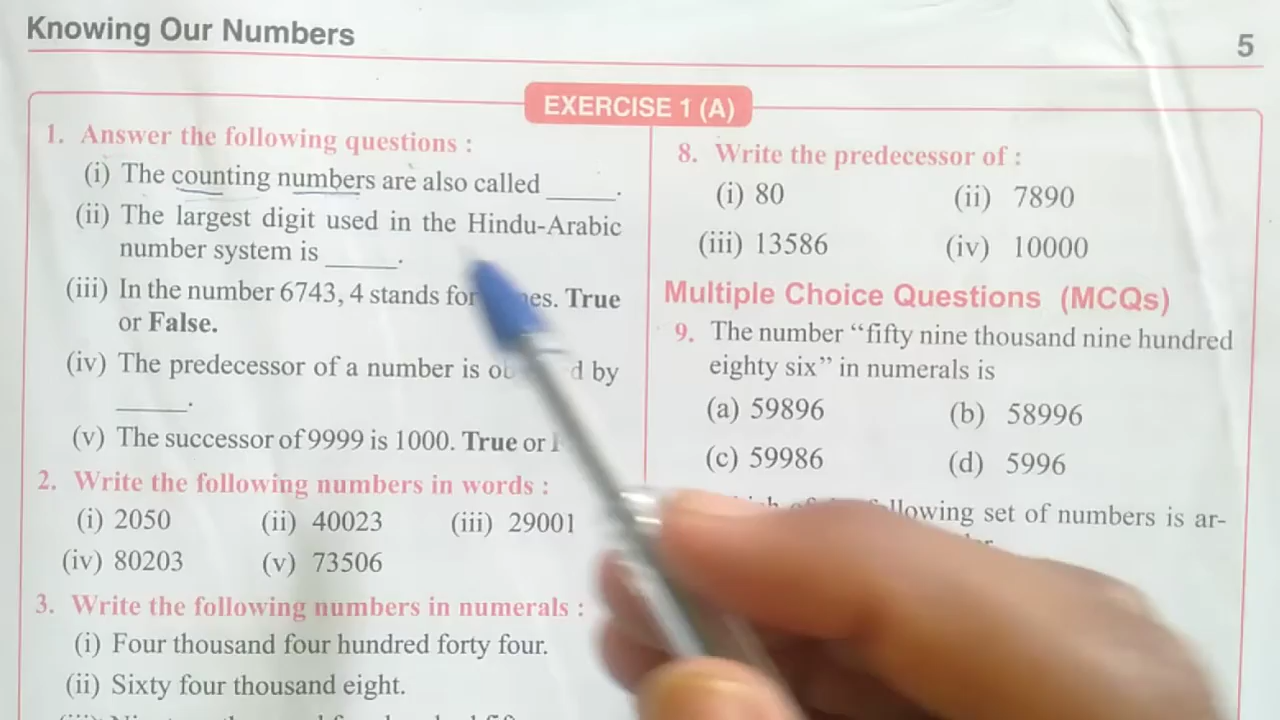 Knowing Our Numbers
5
EXERCISE 1 (A)
1. Answer the following questions :
(i) The counting numbers are also called _____.
(ii) The largest digit used in the Hindu-Arabic
number system is _____.
(iii) In the number 6743, 4 stands for True
or False.
(iv) The predecessor of a number is by
_____.
(v) The successor of 9999 is 1000. True or
2. Write the following numbers in words :
(i) 2050 (ii) 40023 (iii) 29001
(iv) 80203 (v) 73506
3. Write the following numbers in numerals :
(i) Four thousand four hundred forty four.
(ii) Sixty four thousand eight.
8. Write the predecessor of :
(i) 80 (ii) 7890
(iii) 13586 (iv) 10000
Multiple Choice Questions (MCQs)
9. The number “fifty nine thousand nine hundred
eighty six” in numerals is
(a) 59896 (b) 58996
(c) 59986 (d) 5996
set of numbers is ar-